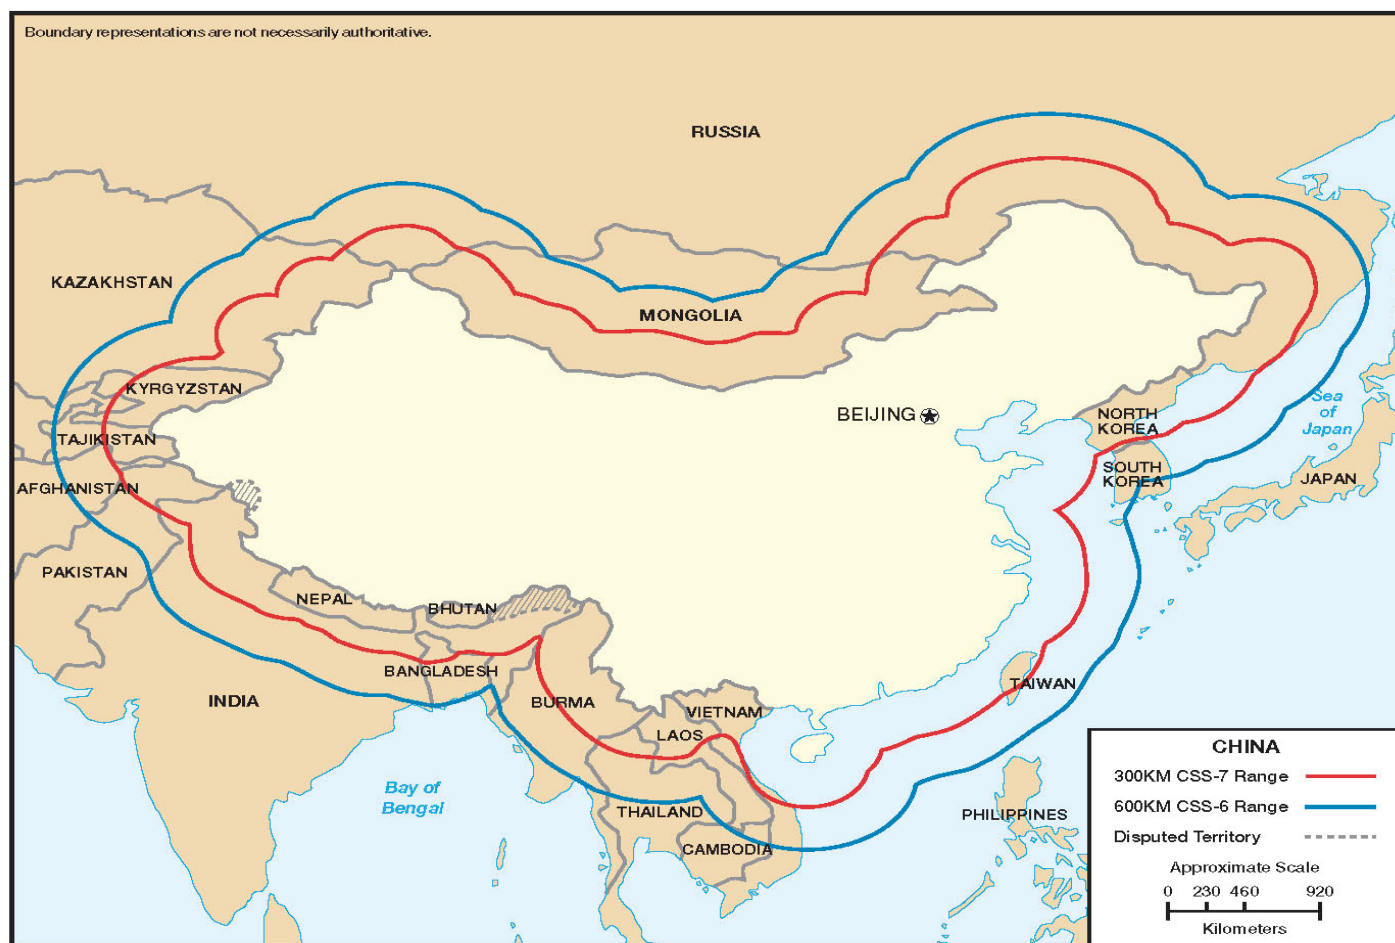 Boundary representations are not necessarily authoritative.
RUSSIA
KAZAKHSTAN
MONGOLIA
KYRGYZSTAN
BEIJING
NORTH
KOREA
Sea
of
Japan
TAJIKISTAN
SOUTH
KOREA
JAPAN
AFGHANISTAN
PAKISTAN
NEPAL
BHUTAN
BANGLADESH
TAIWAN
INDIA
BURMA
VIETNAM
LAOS
Bay of
Bengal
THAILAND
PHILIPPINES
CAMBODIA
CHINA
300KM CSS-7 Range
600KM CSS-6 Range
Disputed Territory
Approximate Scale
0 230 460 920
Kilometers